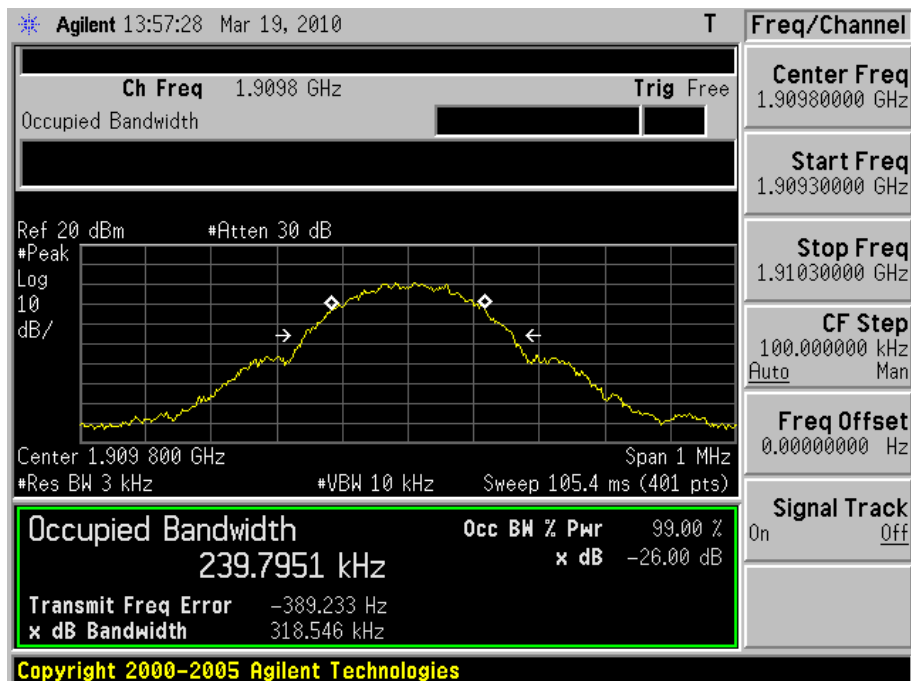 Agilent 13:57:28 Mar 19, 2010 T
Freq/Channel
Ch Freq 1.9098 GHz Trig Free
Occupied Bandwidth
Center Freq
1.90980000 GHz
Start Freq
1.90930000 GHz
Stop Freq
1.91030000 GHz
CF Step
100.000000 kHz
Auto Man
Freq Offset
0.00000000 Hz
Signal Track
On Off
Ref 20 dBm #Atten 30 dB
#Peak
Log
10
dB/
Center 1.909 800 GHz Span 1 MHz
#Res BW 3 kHz #VBW 10 kHz Sweep 105.4 ms (401 pts)
Occupied Bandwidth
239.7951 kHz
Occ BW % Pwr 99.00 %
x dB -26.00 dB
Transmit Freq Error -389.233 Hz
x dB Bandwidth 318.546 kHz
Copyright 2000-2005 Agilent Technologies